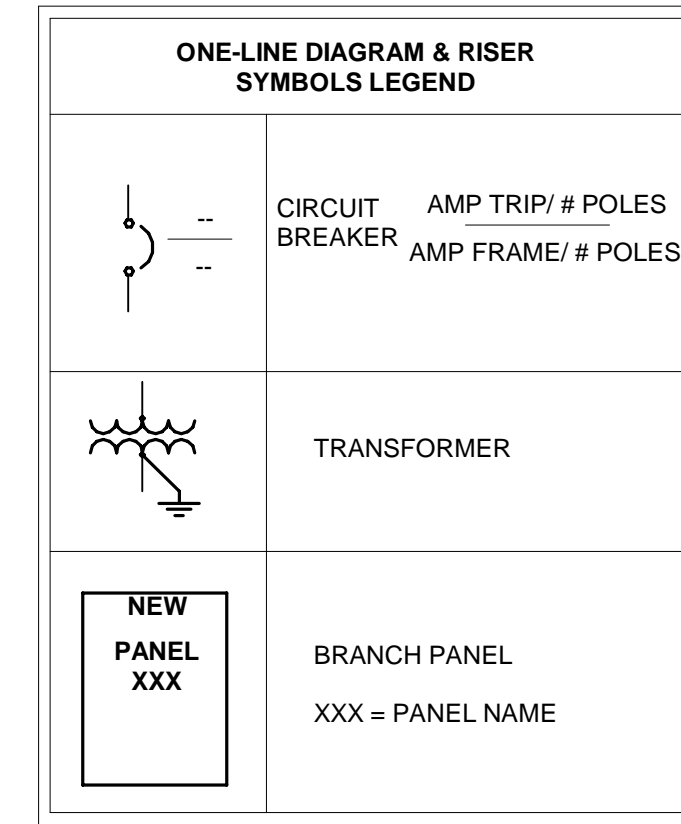 ONE-LINE DIAGRAM & RISER
SYMBOLS LEGEND
--
--
CIRCUIT
BREAKER
AMP TRIP/ # POLES
AMP FRAME/ # POLES
TRANSFORMER
NEW
PANEL
XXX
BRANCH PANEL
XXX = PANEL NAME